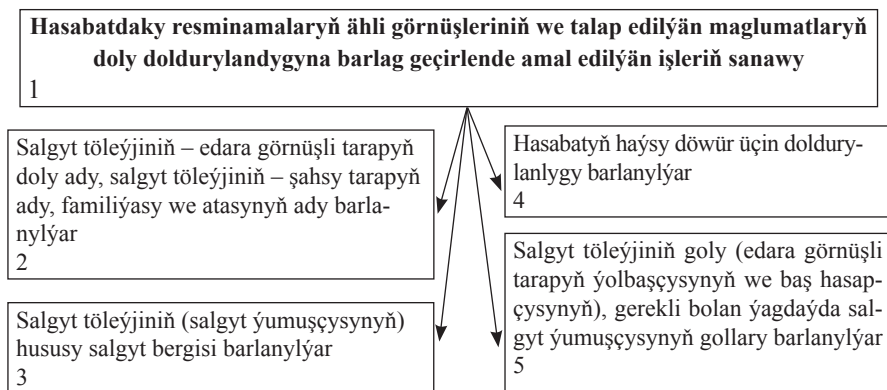 Hasabatdaky resminamalaryň ähli görnüşleriniň we talap edilýän maglumatlaryň
doly doldurylandygyna barlag geçirlende amal edilýän işleriň sanawy
1
Salgyt töleýjiniň – edara görnüşli tarapyň
doly ady, salgyt töleýjiniň – şahsy tarapyň
ady, familiýasy we atasynyň ady barla-
nylýar
2
Salgyt töleýjiniň (salgyt ýumuşçysynyň)
hususy salgyt bergisi barlanylýar
3
Hasabatyň haýsy döwür üçin doldury-
lanlygy barlanylýar
4
Salgyt töleýjiniň goly (edara görnüşli
tarapyň ýolbaşçysynyň we baş hasap-
çysynyň), gerekli bolan ýagdaýda sal-
gyt ýumuşçysynyň gollary barlanylýar
5